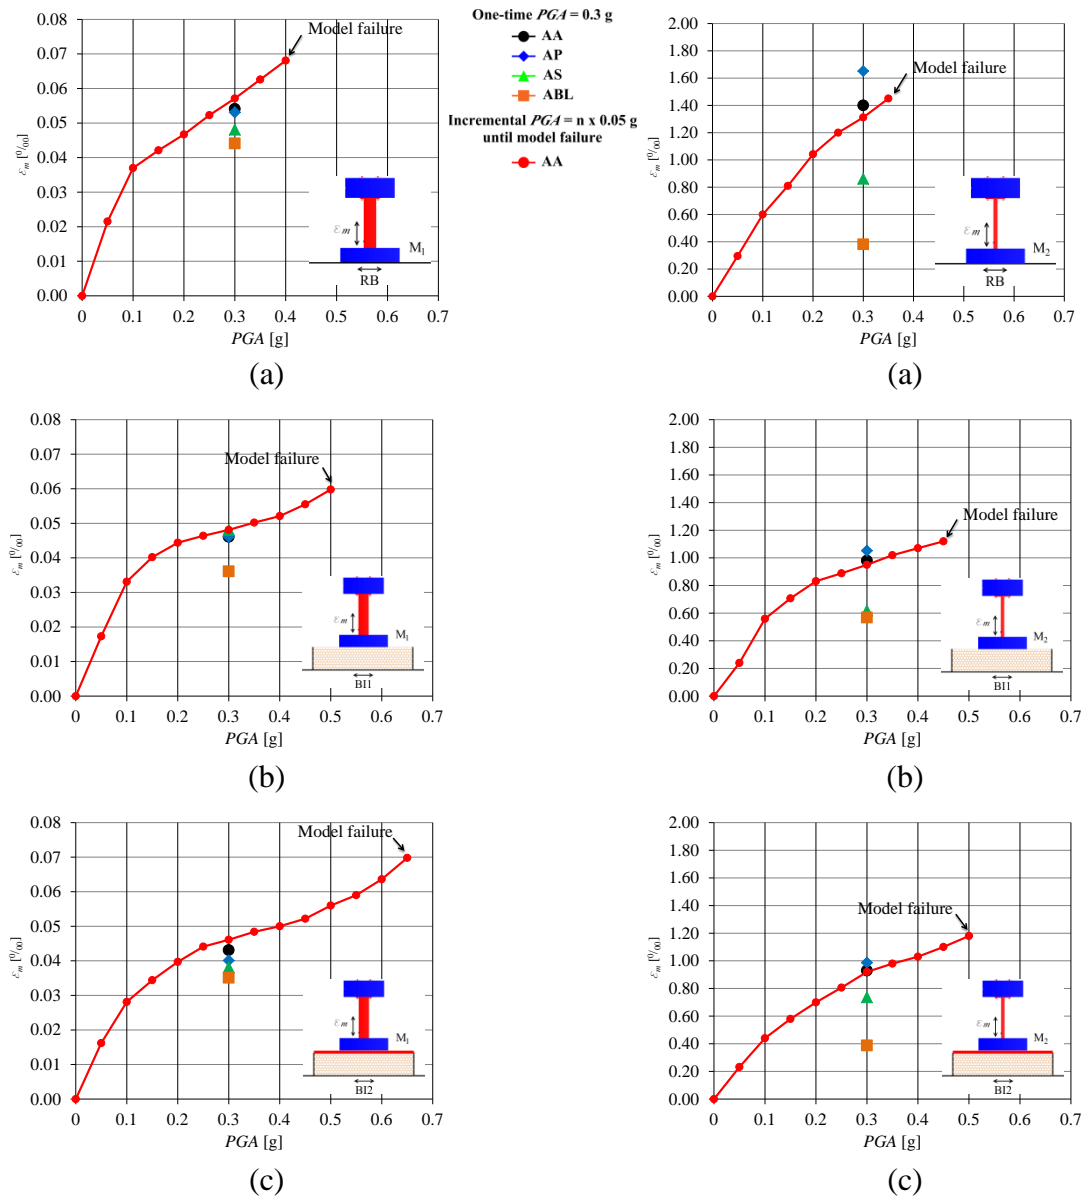 One-time PGA = 0.3 g
AA
AP
AS
ABL
Incremental PGA = n x 0.05 g
until model failure
AA
0.08
0.07
0.06
0.05
0.04
0.03
0.02
0.01
0.00
εm [0/00]
Model failure
εm
M1
RB
0 0.1 0.2 0.3 0.4 0.5 0.6 0.7
PGA [g]
(a)
2.00
1.80
1.60
1.40
1.20
1.00
0.80
0.60
0.40
0.20
0.00
εm [0/00]
Model failure
εm
M2
RB
0 0.1 0.2 0.3 0.4 0.5 0.6 0.7
PGA [g]
(a)
0.08
0.07
0.06
0.05
0.04
0.03
0.02
0.01
0.00
εm [0/00]
Model failure
εm
M1
BI1
0 0.1 0.2 0.3 0.4 0.5 0.6 0.7
PGA [g]
(b)
2.00
1.80
1.60
1.40
1.20
1.00
0.80
0.60
0.40
0.20
0.00
εm [0/00]
Model failure
εm
M2
BI1
0 0.1 0.2 0.3 0.4 0.5 0.6 0.7
PGA [g]
(b)
0.08
0.07
0.06
0.05
0.04
0.03
0.02
0.01
0.00
εm [0/00]
Model failure
εm
M1
BI2
0 0.1 0.2 0.3 0.4 0.5 0.6 0.7
PGA [g]
(c)
2.00
1.80
1.60
1.40
1.20
1.00
0.80
0.60
0.40
0.20
0.00
εm [0/00]
Model failure
εm
M2
BI2
0 0.1 0.2 0.3 0.4 0.5 0.6 0.7
PGA [g]
(c)